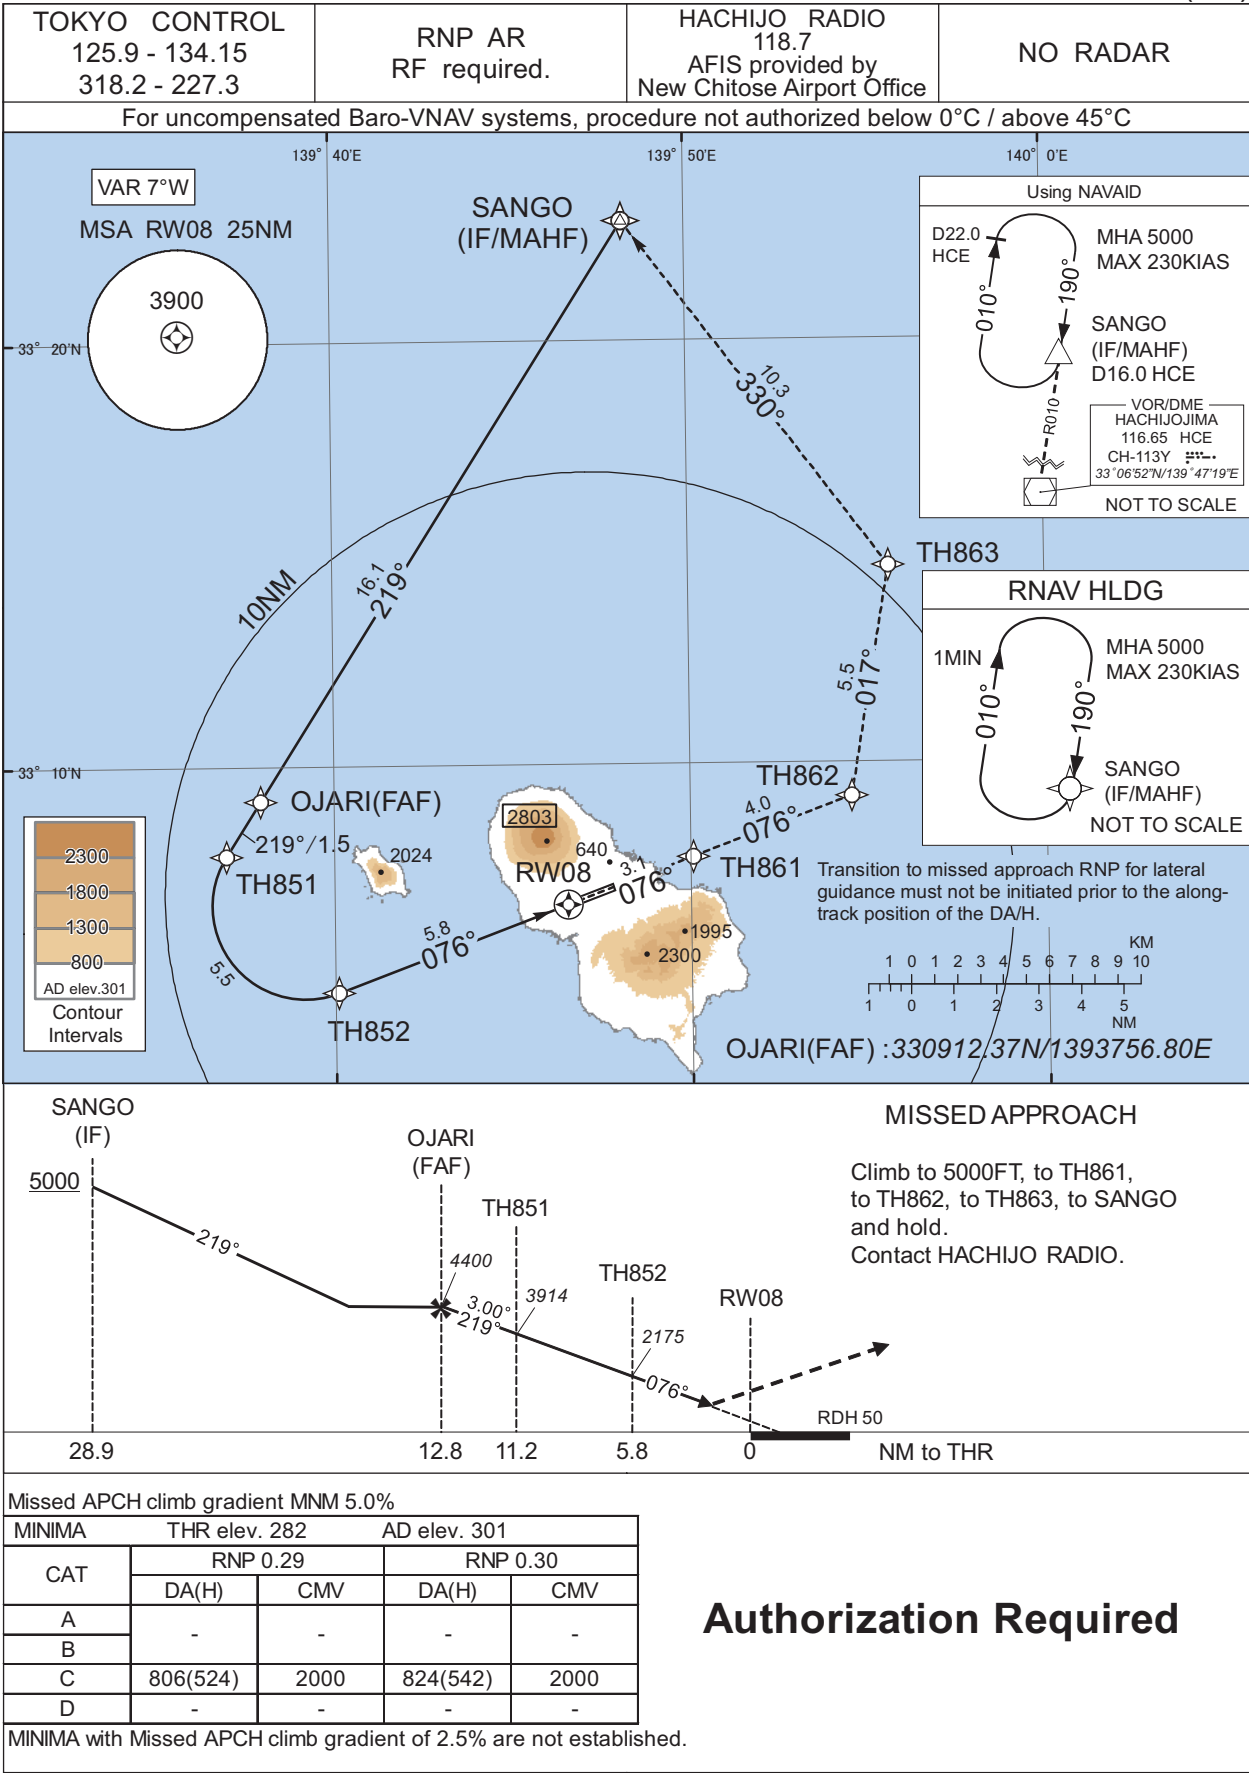 TOKYO CONTROL
125.9 - 134.15
318.2 - 227.3
RNP AR
RF required.
HACHIJO RADIO
118.7
AFIS provided by
New Chitose Airport Office
NO RADAR
For uncompensated Baro-VNAV systems, procedure not authorized below 0°C / above 45°C
139° 40'E
139° 50'E
140° 0'E
VAR 7°W
MSA RW08 25NM
3900
33° 20'N
SANGO
(IF/MAHF)
Using NAVAID
D22.0
HCE
MHA 5000
MAX 230KIAS
010°
190°
SANGO
(IF/MAHF)
D16.0 HCE
R010
VOR/DME
HACHIJOJIMA
116.65 HCE
CH-113Y
33°06'52"N/139°47'19"E
NOT TO SCALE
10.3
330°
TH863
10NM
16.1
219°
5.5
017°
RNAV HLDG
1MIN
MHA 5000
MAX 230KIAS
010°
190°
SANGO
(IF/MAHF)
NOT TO SCALE
33° 10'N
OJARI(FAF)
TH862
4.0
076°
2803
640
219°/1.5
2024
TH851
RW08
3.1
076°
TH861
Transition to missed approach RNP for lateral
guidance must not be initiated prior to the along-
track position of the DA/H.
2300
1800
1300
800
AD elev.301
Contour
Intervals
5.5
5.8
076°
1995
2300
TH852
KM
1 0 1 2 3 4 5 6 7 8 9 10
1 0 1 2 3 4 5
NM
OJARI(FAF) :330912.37N/1393756.80E
SANGO
(IF)
5000
219°
OJARI
(FAF)
4400
TH851
3.00°
219°
3914
TH852
2175
076°
RW08
RDH 50
28.9 12.8 11.2 5.8 0 NM to THR
MISSED APPROACH
Climb to 5000FT, to TH861,
to TH862, to TH863, to SANGO
and hold.
Contact HACHIJO RADIO.
Missed APCH climb gradient MNM 5.0%
MINIMA THR elev. 282 AD elev. 301
CAT RNP 0.29 RNP 0.30
DA(H) CMV DA(H) CMV
A - - - -
B
C 806(524) 2000 824(542) 2000
D - - - -
MINIMA with Missed APCH climb gradient of 2.5% are not established.
Authorization Required